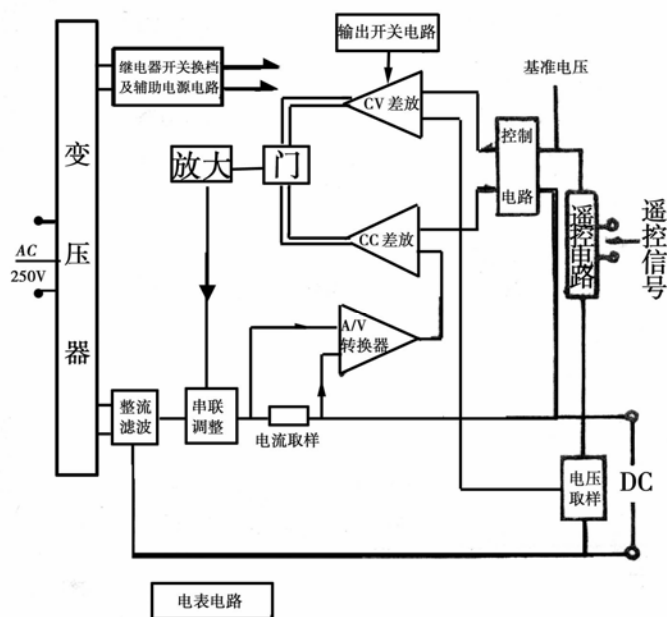 输出开关电路
继电器开关换档
及辅助电源电路
基准电压
CV 差放
控制
电路
变
压
器
放大
门
遥控电路
遥控信号
CC 差放
AC
250V
A/V
转换器
整流
滤波
串联
调整
电流取样
电压
取样
DC
电表电路